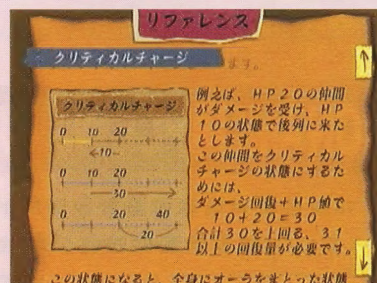 リファレンス
クリティカルチャージ
ます。
クリティカルチャージ
0 10 20
←10
0 10 20
30
0 20 40
20
例えば、HP20の仲間
がダメージを受け、HP
10の状態で後列に来た
とします。
この仲間をクリティカル
チャージの状態にするた
めには、
ダメージ回復+HP値で
10+20=30
合計30を上回る、31
以上の回復量が必要です。
この状態になると、全身にオーラをまとった状態